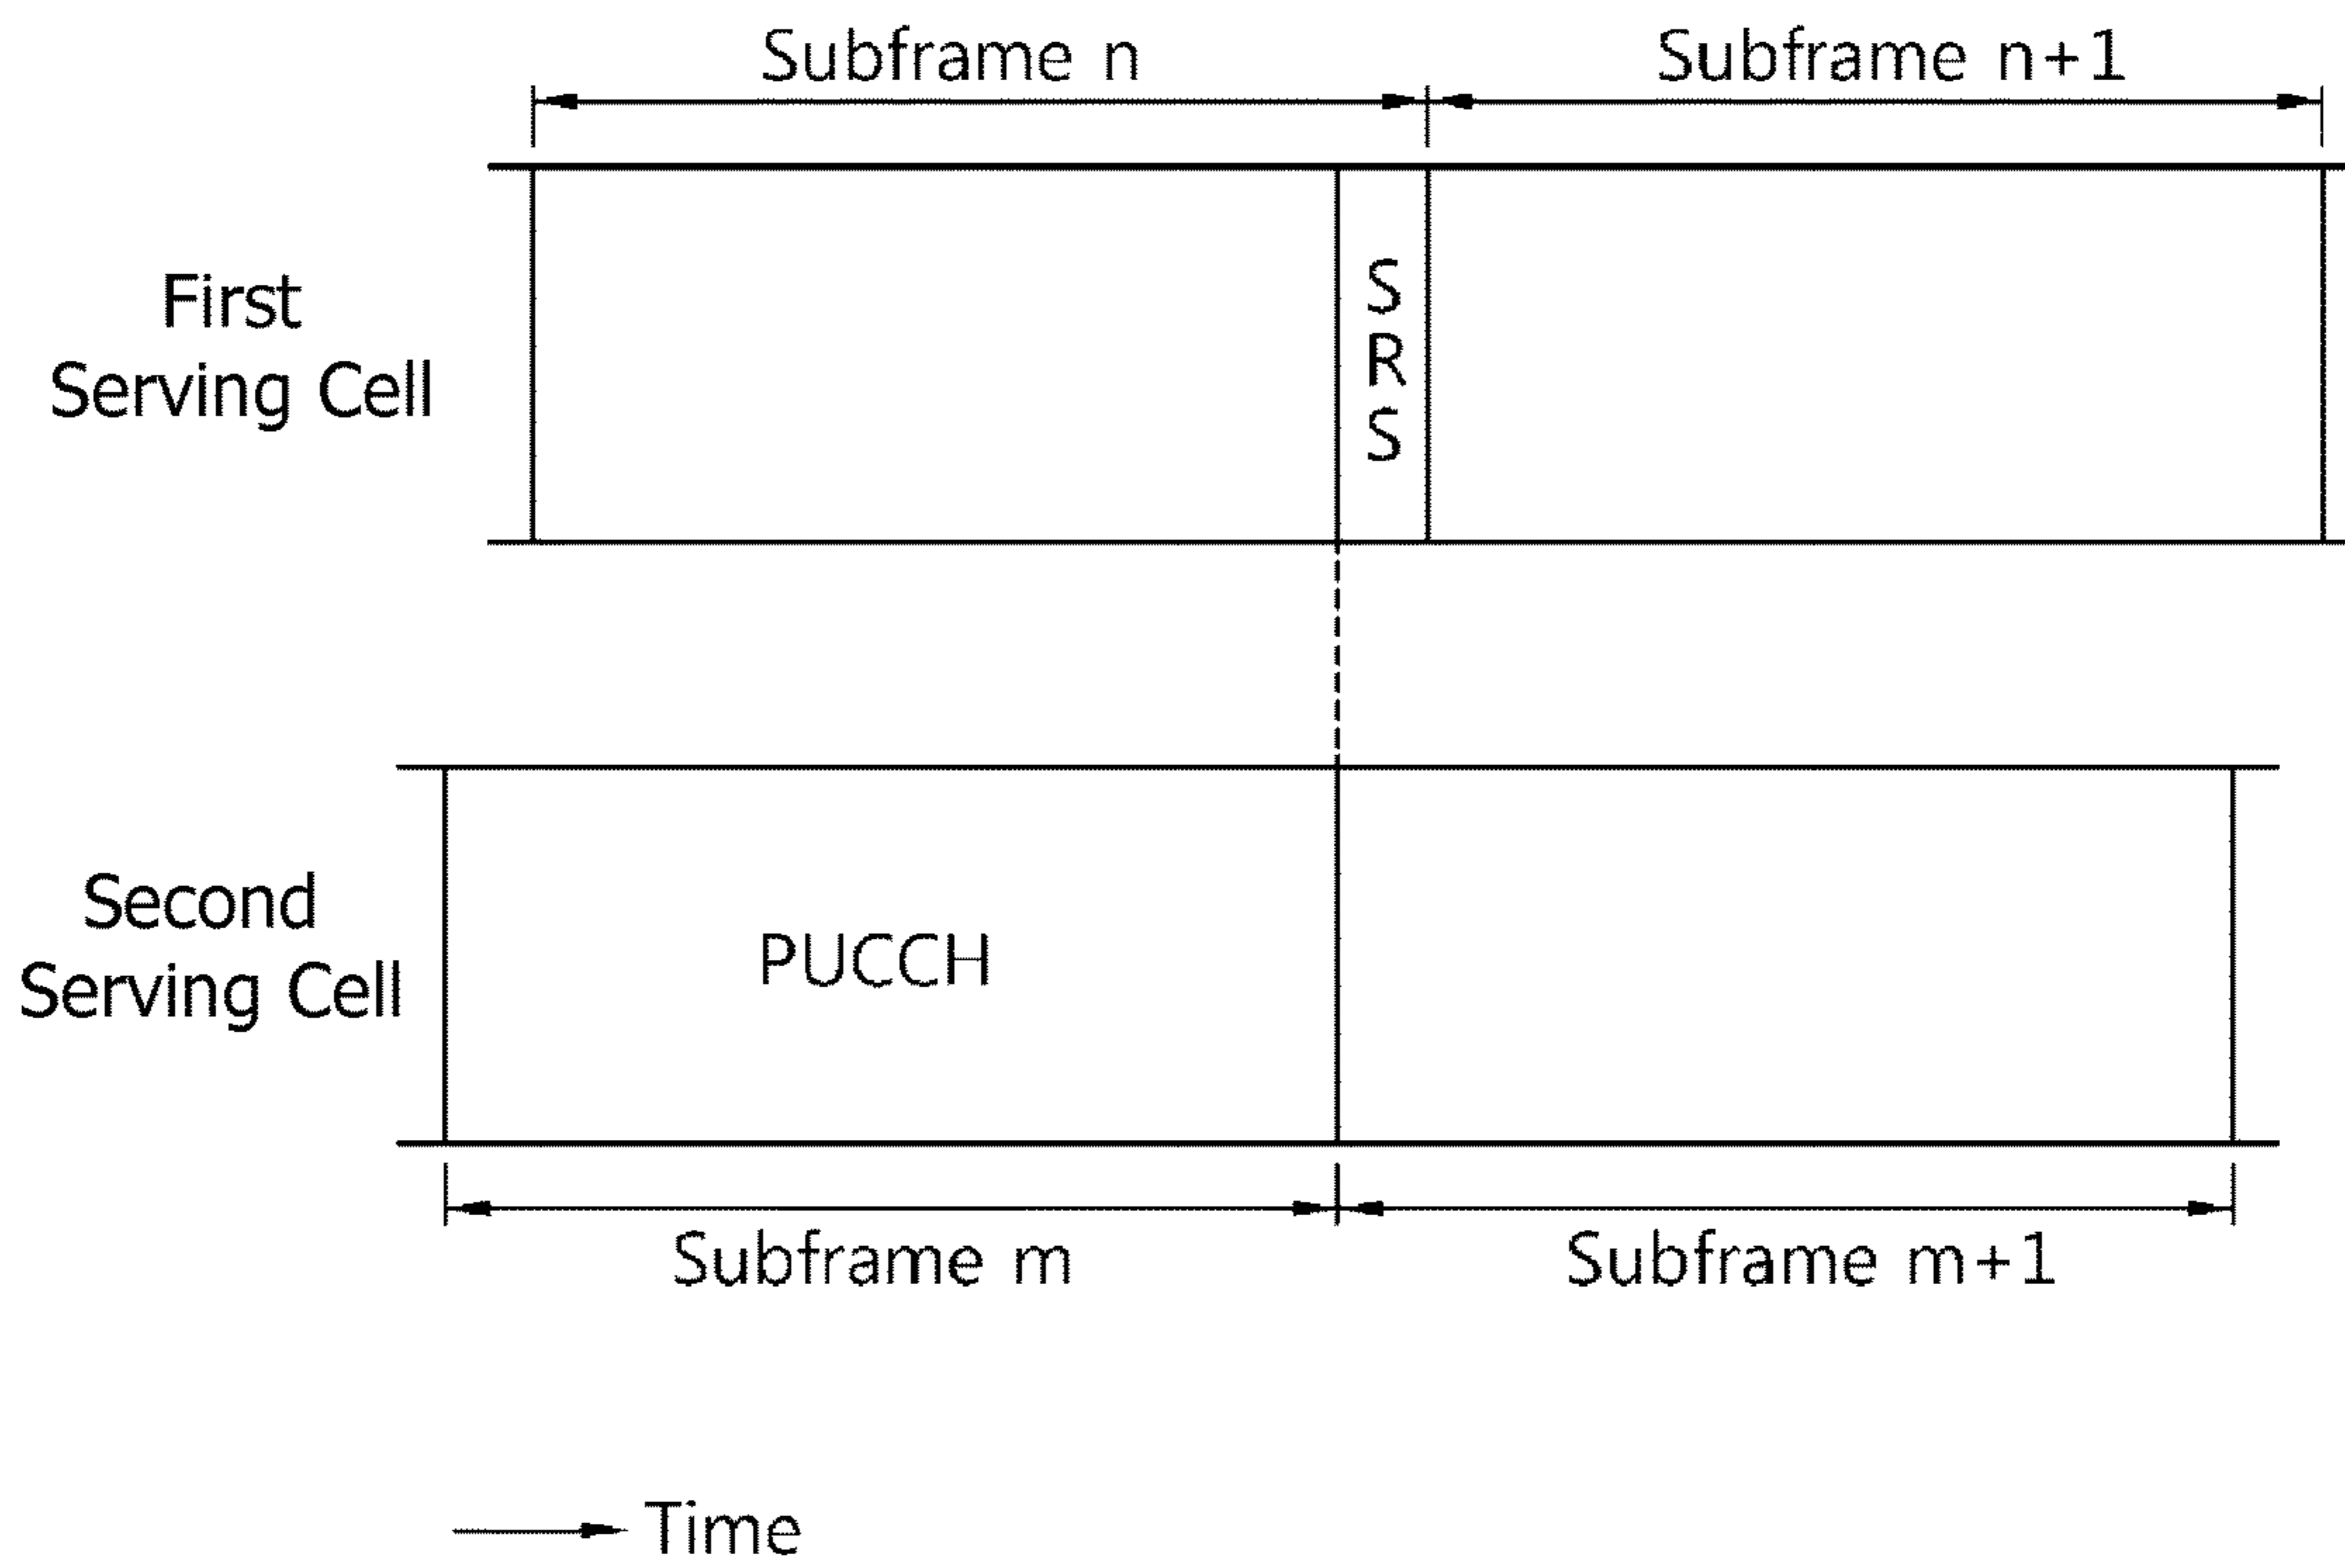 Subframe n
Subframe n+1
First
Serving Cell
S
R
S
Second
Serving Cell
PUCCH
Subframe m
Subframe m+1
Time